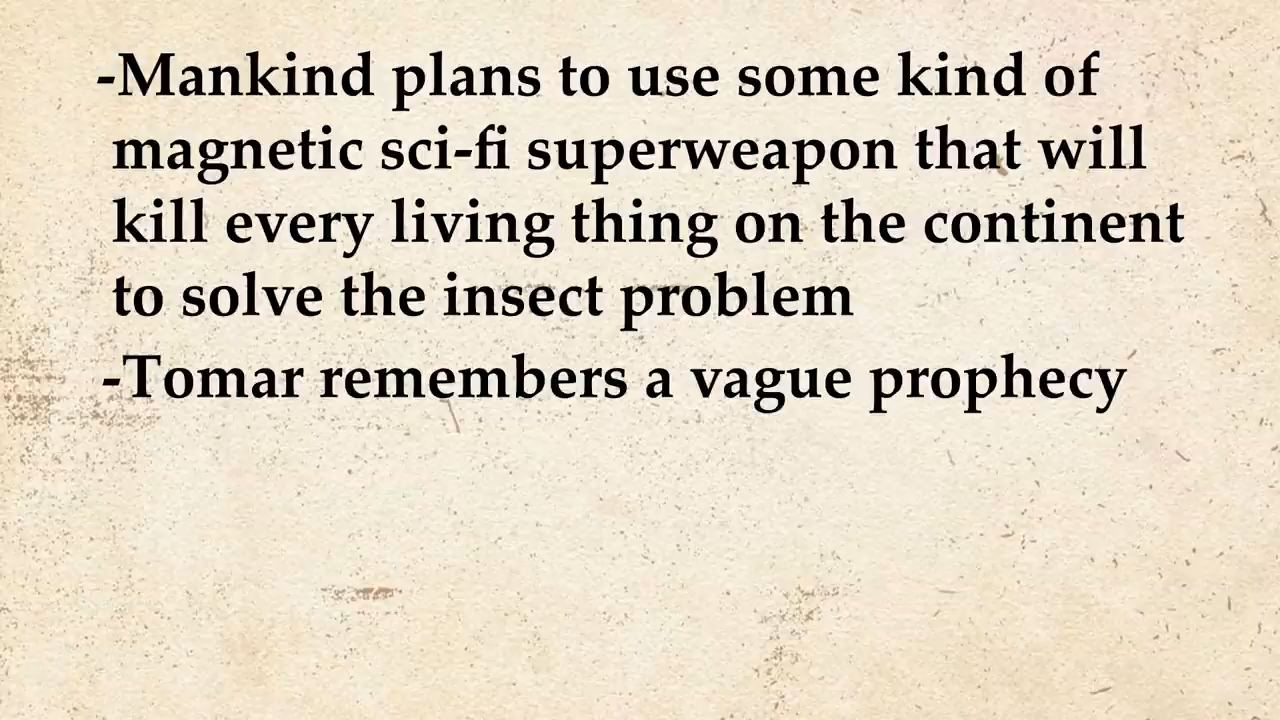 -Mankind plans to use some kind of
magnetic sci-fi superweapon that will
kill every living thing on the continent
to solve the insect problem
-Tomar remembers a vague prophecy